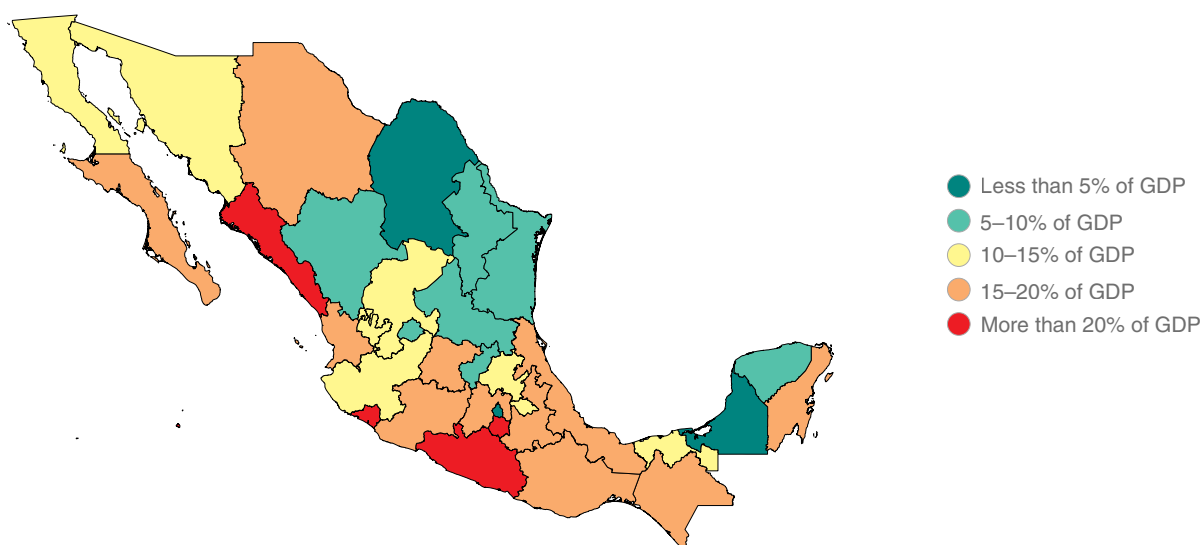 Less than 5% of GDP
5–10% of GDP
10–15% of GDP
15–20% of GDP
More than 20% of GDP